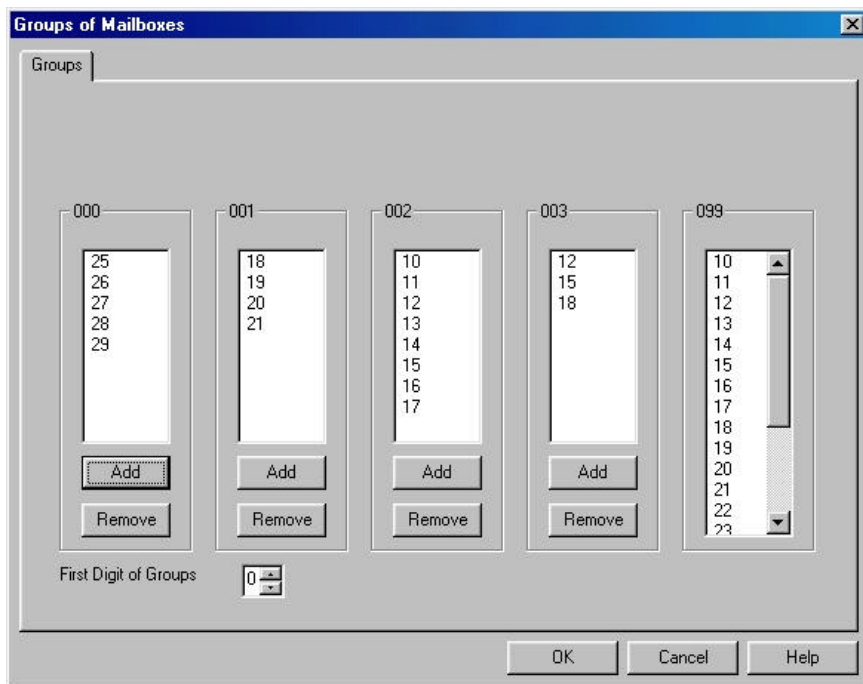 Groups of Mailboxes
Groups
000
25
26
27
28
29
Add
Remove
001
18
19
20
21
Add
Remove
002
10
11
12
13
14
15
16
17
Add
Remove
003
12
15
18
Add
Remove
099
10
11
12
13
14
15
16
17
18
19
20
21
22
23
First Digit of Groups
0
OK
Cancel
Help